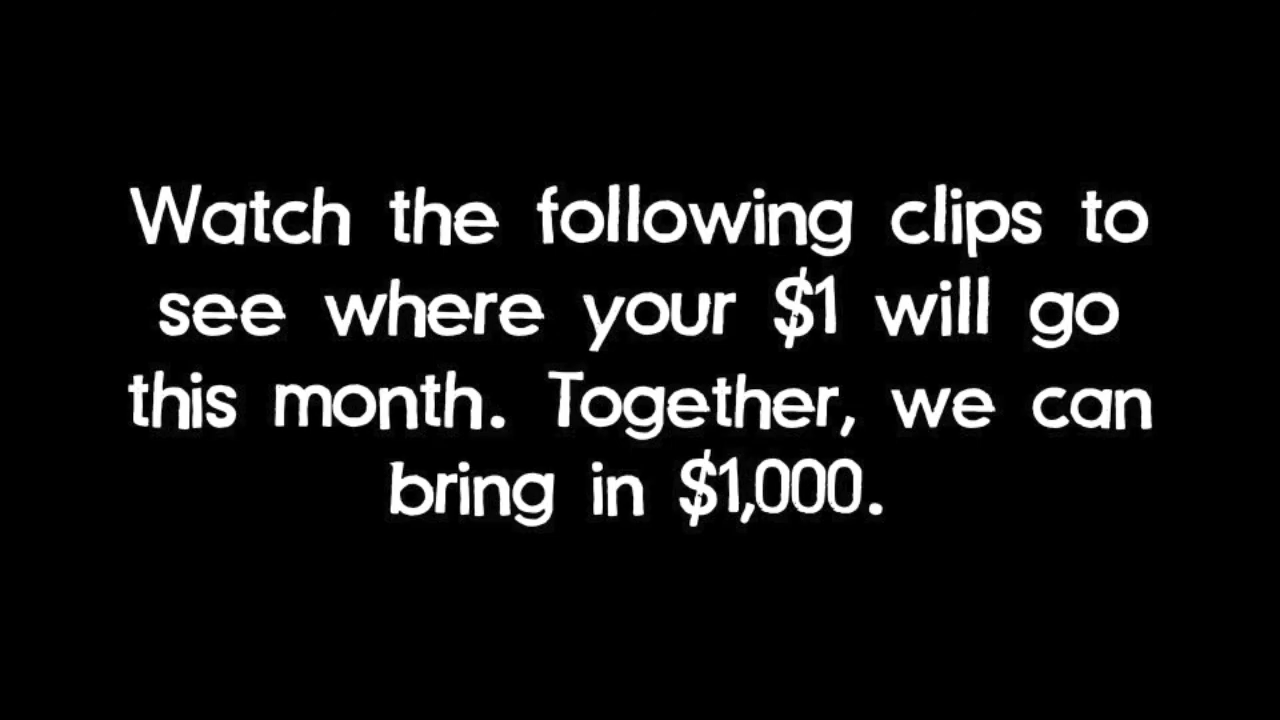 Watch the following clips to
see where your $1 will go
this month. Together, we can
bring in $1,000.